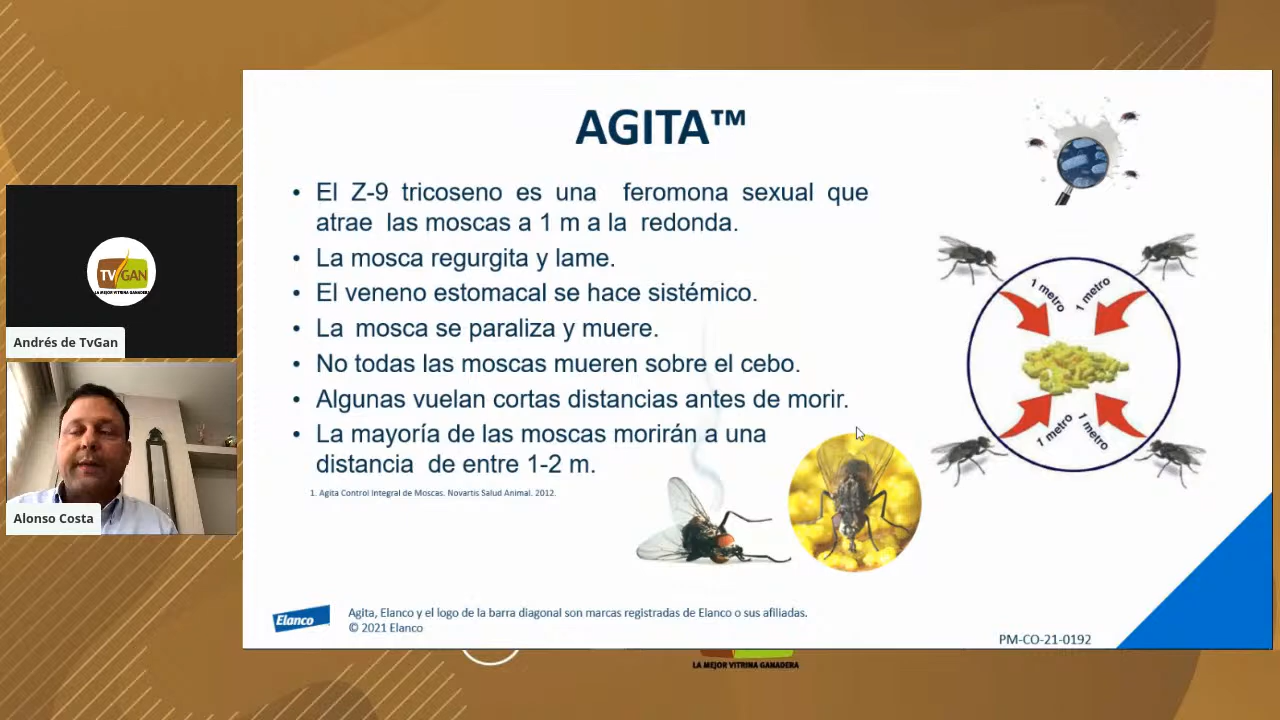 AGITA™
• El Z-9 tricoseno es una feromona sexual que
atrae las moscas a 1 m a la redonda.
• La mosca regurgita y lame.
• El veneno estomacal se hace sistémico.
• La mosca se paraliza y muere.
• No todas las moscas mueren sobre el cebo.
• Algunas vuelan cortas distancias antes de morir.
• La mayoría de las moscas morirán a una
distancia de entre 1-2 m.
1. Agita Control Integral de Moscas. Novartis Salud Animal. 2012.
1 metro
1 metro
1 metro
1 metro
TV GAN
LA MEJOR VITRINA GANADERA
Andrés de TvGan
Alonso Costa
Elanco
Agita, Elanco y el logo de la barra diagonal son marcas registradas de Elanco o sus afiliadas.
© 2021 Elanco
PM-CO-21-0192
LA MEJOR VITRINA GANADERA